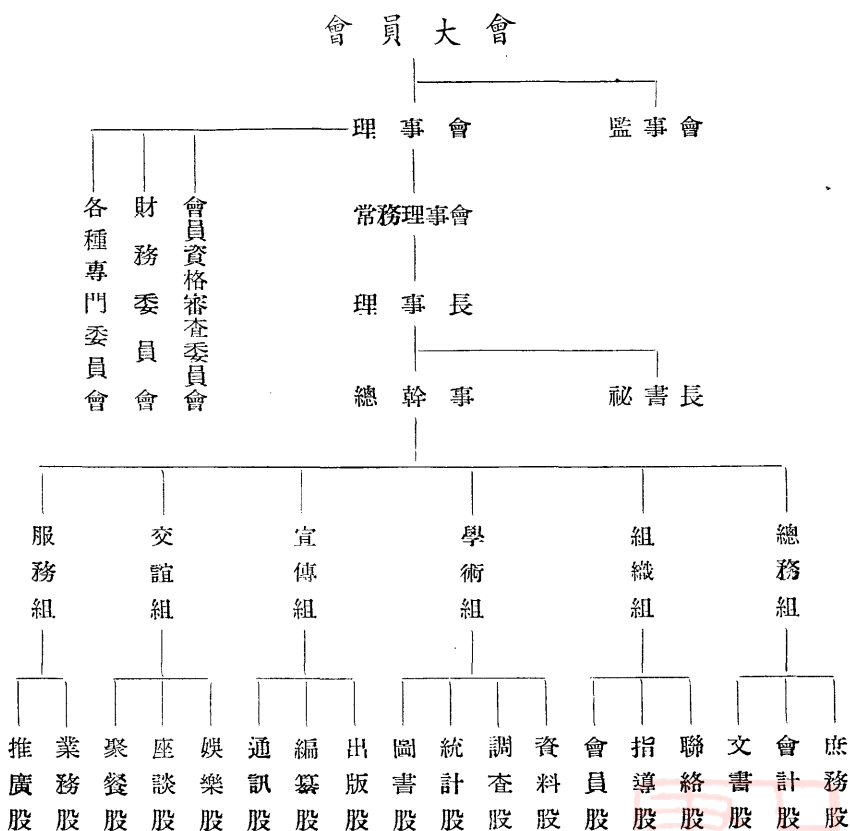 會員大會
理事會
監事會
會員資格審查委員會
財務委員會
各種專門委員會
常務理事會
理事長
總幹事
祕書長
總務組
組織組
學術組
宣傳組
交誼組
服務組
庶務股
會計股
文書股
聯絡股
指導股
會員股
資料股
調查股
統計股
圖書股
出版股
編纂股
通訊股
娛樂股
座談股
聚餐股
業務股
推廣股